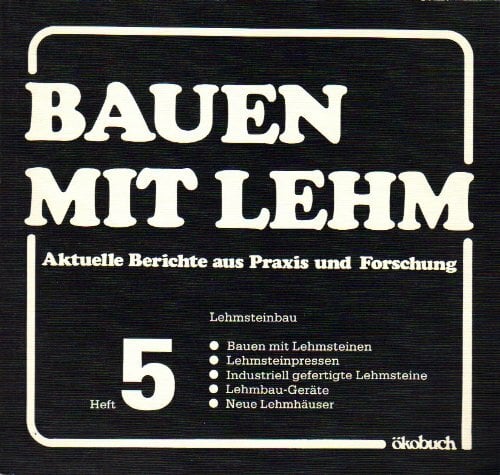 BAUEN
MIT LEHM
Aktuelle Berichte aus Praxis und Forschung
Lehmsteinbau
Heft 5
● Bauen mit Lehmsteinen
● Lehmsteinpressen
● Industriell gefertigte Lehmsteine
● Lehmbau-Geräte
● Neue Lehmhäuser
ökobuch